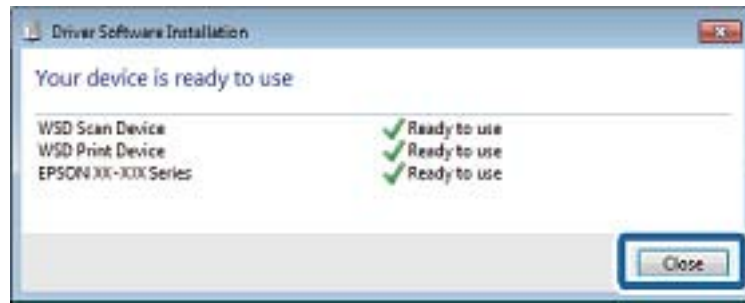 Driver Software Installation
Your device is ready to use
WSD Scan Device Ready to use
WSD Print Device Ready to use
EPSON XX-XXX Series Ready to use
Close